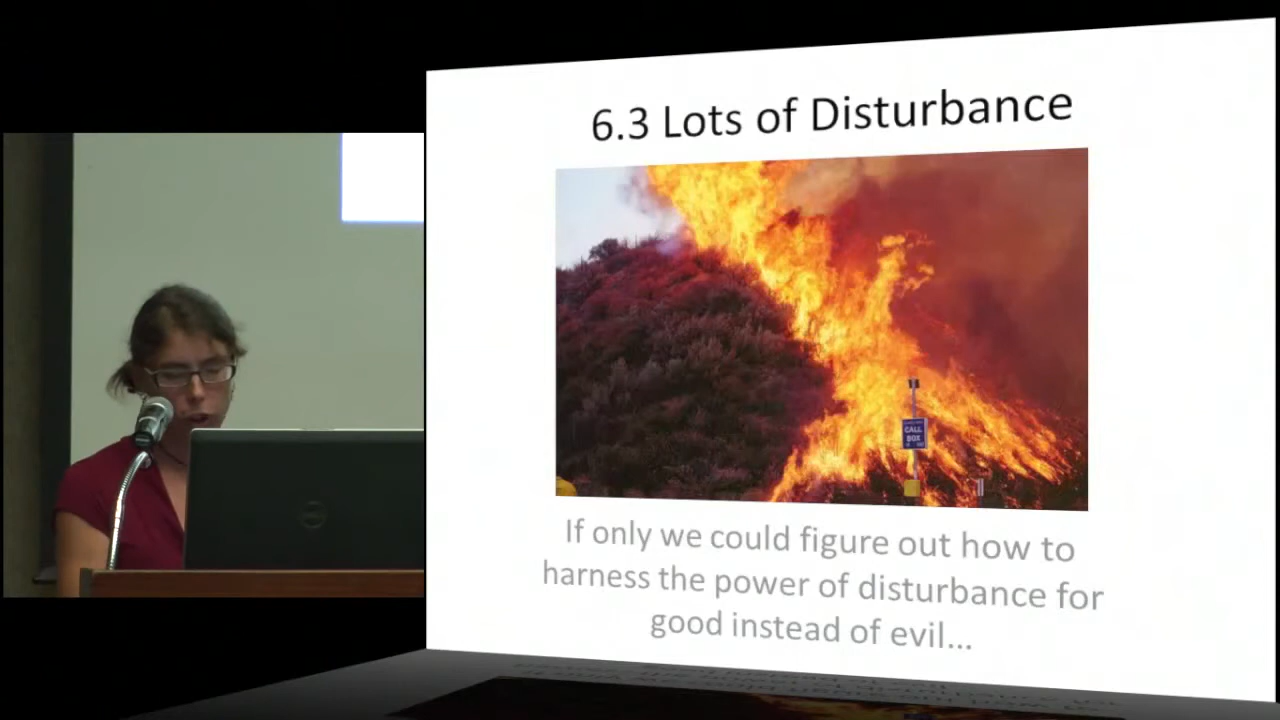 6.3 Lots of Disturbance
CALL
BOX
If only we could figure out how to
harness the power of disturbance for
good instead of evil...